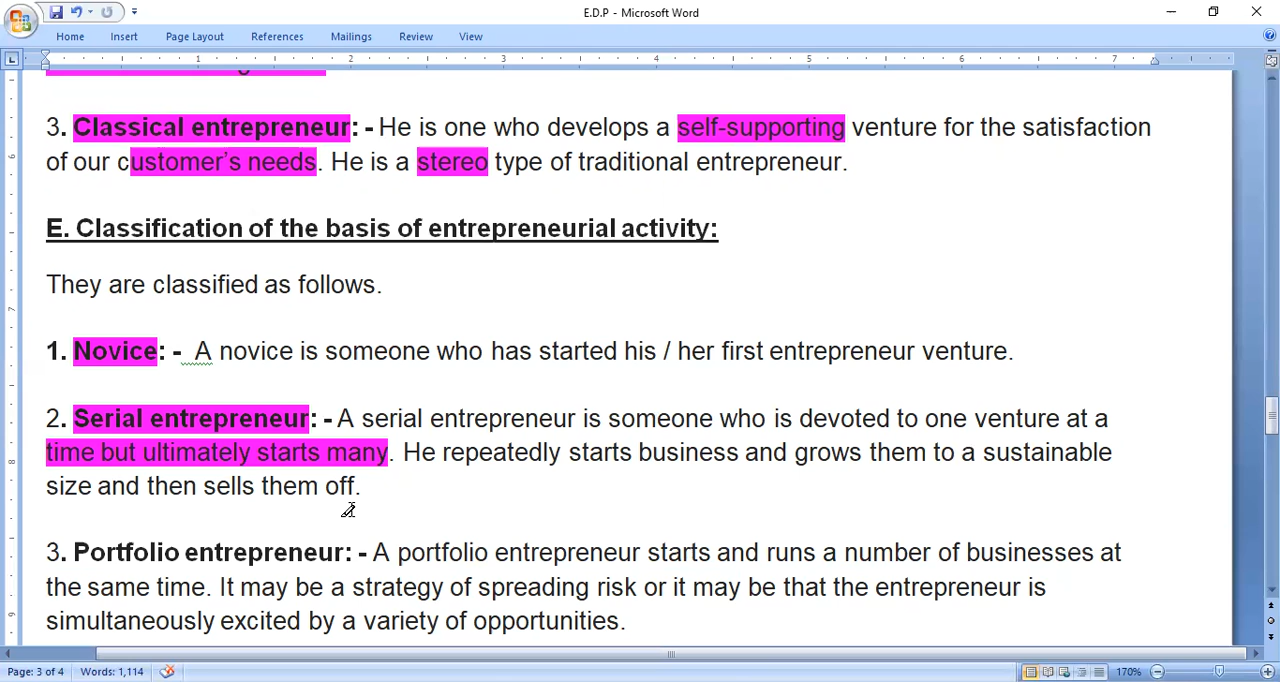 E.D.P - Microsoft Word
Home Insert Page Layout References Mailings Review View
1 2 3 4 5 6 7
3. Classical entrepreneur: - He is one who develops a self-supporting venture for the satisfaction
of our customer’s needs. He is a stereo type of traditional entrepreneur.
E. Classification of the basis of entrepreneurial activity:
They are classified as follows.
1. Novice: - A novice is someone who has started his / her first entrepreneur venture.
2. Serial entrepreneur: - A serial entrepreneur is someone who is devoted to one venture at a
time but ultimately starts many. He repeatedly starts business and grows them to a sustainable
size and then sells them off.
3. Portfolio entrepreneur: - A portfolio entrepreneur starts and runs a number of businesses at
the same time. It may be a strategy of spreading risk or it may be that the entrepreneur is
simultaneously excited by a variety of opportunities.
Page: 3 of 4 Words: 1,114 170%